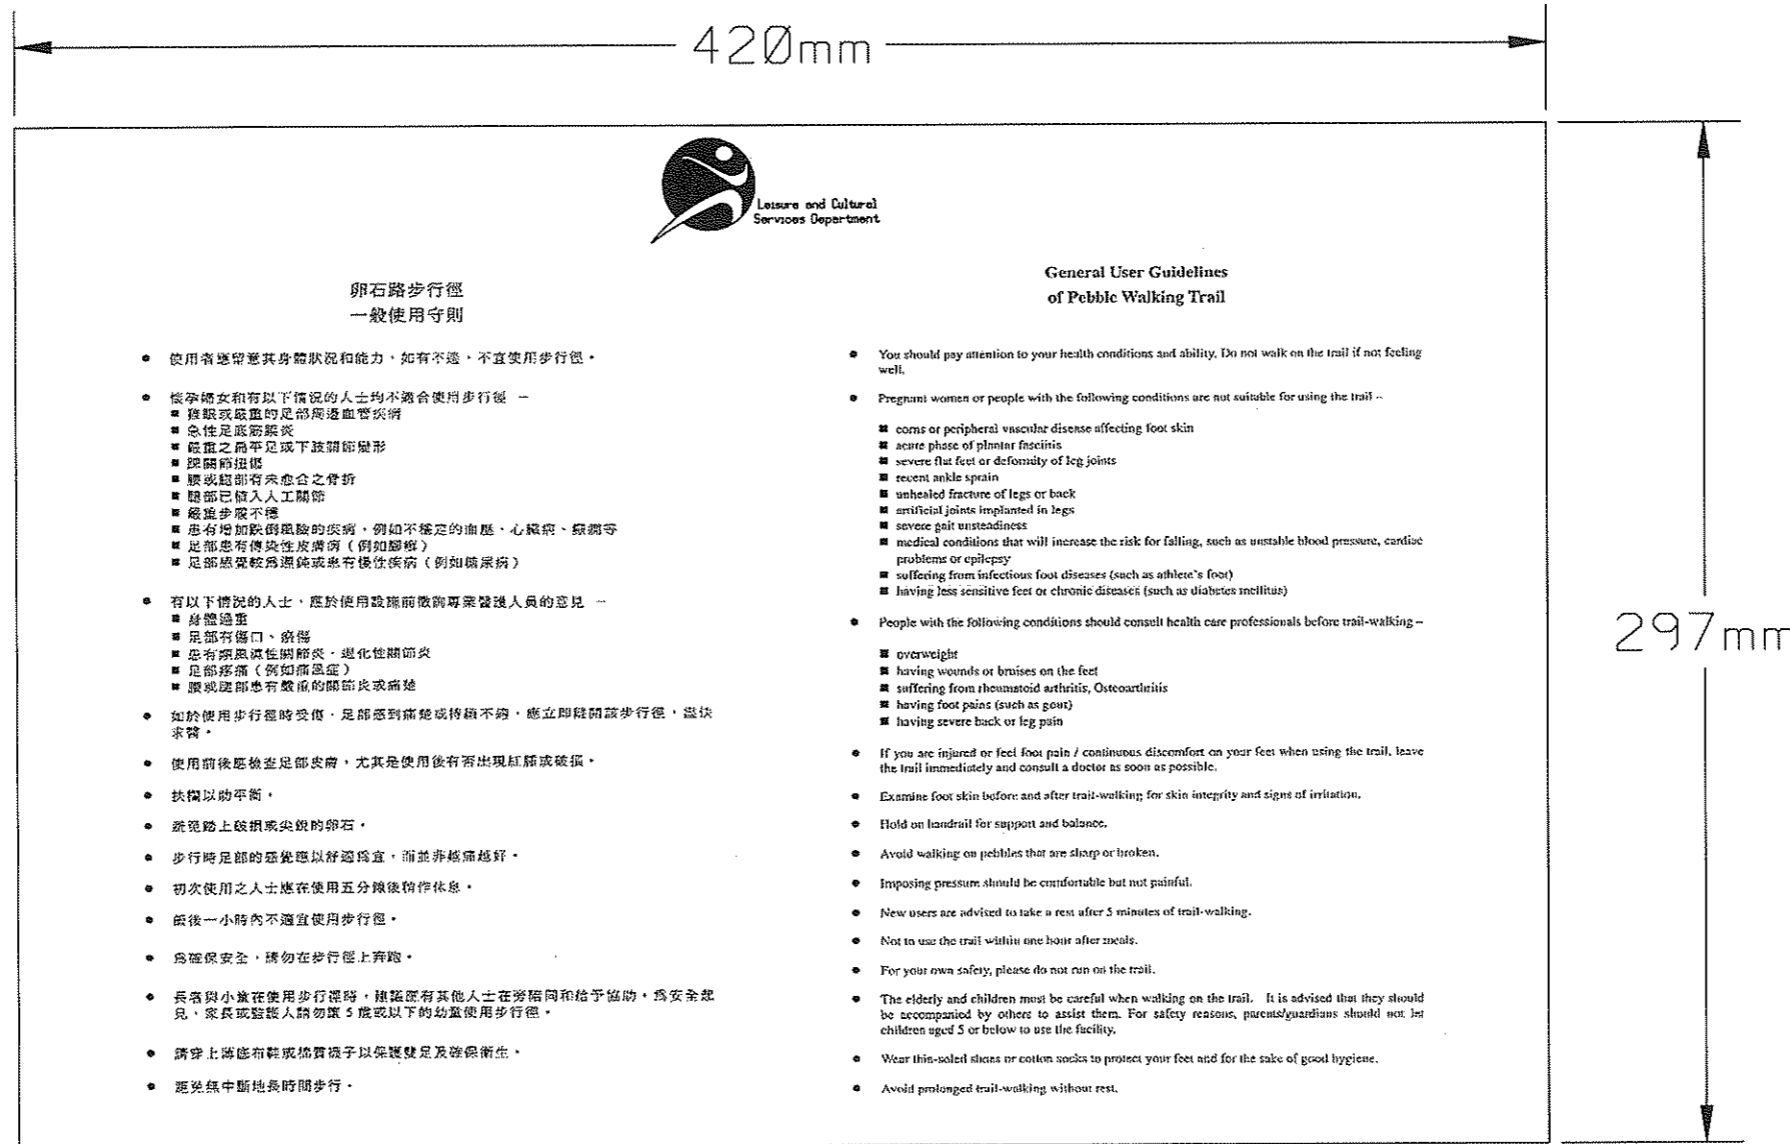 420mm
Leisure and Cultural
Services Department
卵石路步行徑
一般使用守則
● 使用者應留意其身體狀況和能力，如有不適，不宜使用步行徑。
● 懷孕婦女和有以下情況的人士均不適合使用步行徑 －
■ 雞眼或嚴重的足部周邊血管疾病
■ 急性足底筋膜炎
■ 嚴重之扁平足或下肢關節變形
■ 踝關節扭傷
■ 腰或腿部有未愈合之骨折
■ 腿部已植入人工關節
■ 嚴重步履不穩
■ 患有增加跌倒風險的疾病，例如不穩定的血壓、心臟病、癲癇等
■ 足部患有傳染性皮膚病（例如腳癬）
■ 足部感覺較為遲鈍或患有慢性疾病（例如糖尿病）
● 有以下情況的人士，應於使用設施前徵詢專業醫護人員的意見 －
■ 身體過重
■ 足部有傷口、瘀傷
■ 患有類風濕性關節炎、退化性關節炎
■ 足部疼痛（例如痛風症）
■ 腰或腿部患有嚴重的關節炎或痛楚
● 如於使用步行徑時受傷，足部感到痛楚或持續不適，應立即離開該步行徑，盡快
求醫。
● 使用前後應檢查足部皮膚，尤其是使用後有否出現紅腫或破損。
● 扶欄以助平衡。
● 避免踏上破損或尖銳的卵石。
● 步行時足部的感覺應以舒適為宜，而並非越痛越好。
● 初次使用之人士應在使用五分鐘後稍作休息。
● 飯後一小時內不適宜使用步行徑。
● 為確保安全，請勿在步行徑上奔跑。
● 長者與小童在使用步行徑時，建議應有其他人士在旁陪同和給予協助，為安全起
見，家長或監護人請勿讓 5 歲或以下的幼童使用步行徑。
● 請穿上薄底布鞋或棉質襪子以保護雙足及確保衛生。
● 避免無中斷地長時間步行。
General User Guidelines
of Pebble Walking Trail
● You should pay attention to your health conditions and ability. Do not walk on the trail if not feeling
well.
● Pregnant women or people with the following conditions are not suitable for using the trail –
■ corns or peripheral vascular disease affecting foot skin
■ acute phase of plantar fasciitis
■ severe flat feet or deformity of leg joints
■ recent ankle sprain
■ unhealed fracture of legs or back
■ artificial joints implanted in legs
■ severe gait unsteadiness
■ medical conditions that will increase the risk for falling, such as unstable blood pressure, cardiac
problems or epilepsy
■ suffering from infectious foot diseases (such as athlete's foot)
■ having less sensitive feet or chronic diseases (such as diabetes mellitus)
● People with the following conditions should consult health care professionals before trail-walking –
■ overweight
■ having wounds or bruises on the feet
■ suffering from rheumatoid arthritis, Osteoarthritis
■ having foot pains (such as gout)
■ having severe back or leg pain
● If you are injured or feel foot pain / continuous discomfort on your feet when using the trail, leave
the trail immediately and consult a doctor as soon as possible.
● Examine foot skin before and after trail-walking for skin integrity and signs of irritation.
● Hold on handrail for support and balance.
● Avoid walking on pebbles that are sharp or broken.
● Imposing pressure should be comfortable but not painful.
● New users are advised to take a rest after 5 minutes of trail-walking.
● Not to use the trail within one hour after meals.
● For your own safety, please do not run on the trail.
● The elderly and children must be careful when walking on the trail. It is advised that they should
be accompanied by others to assist them. For safety reasons, parents/guardians should not let
children aged 5 or below to use the facility.
● Wear thin-soled shoes or cotton socks to protect your feet and for the sake of good hygiene.
● Avoid prolonged trail-walking without rest.
297mm